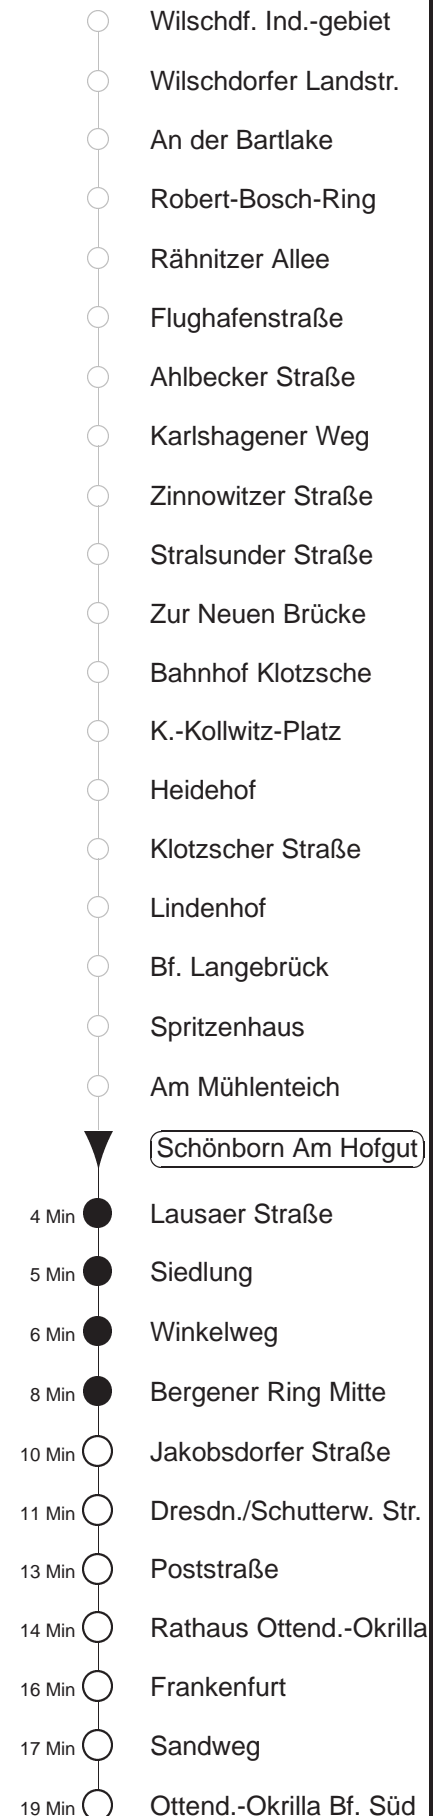 Wilschdf. Ind.-gebiet
Wilschdorfer Landstr.
An der Bartlake
Robert-Bosch-Ring
Rähnitzer Allee
Flughafenstraße
Ahlbecker Straße
Karlshagener Weg
Zinnowitzer Straße
Stralsunder Straße
Zur Neuen Brücke
Bahnhof Klotzsche
K.-Kollwitz-Platz
Heidehof
Klotzscher Straße
Lindenhof
Bf. Langebrück
Spritzenhaus
Am Mühlenteich
Schönborn Am Hofgut
4 Min Lausaer Straße
5 Min Siedlung
6 Min Winkelweg
8 Min Bergener Ring Mitte
10 Min Jakobsdorfer Straße
11 Min Dresdn./Schutterw. Str.
13 Min Poststraße
14 Min Rathaus Ottend.-Okrilla
16 Min Frankenfurt
17 Min Sandweg
19 Min Ottend.-Okrilla Bf. Süd